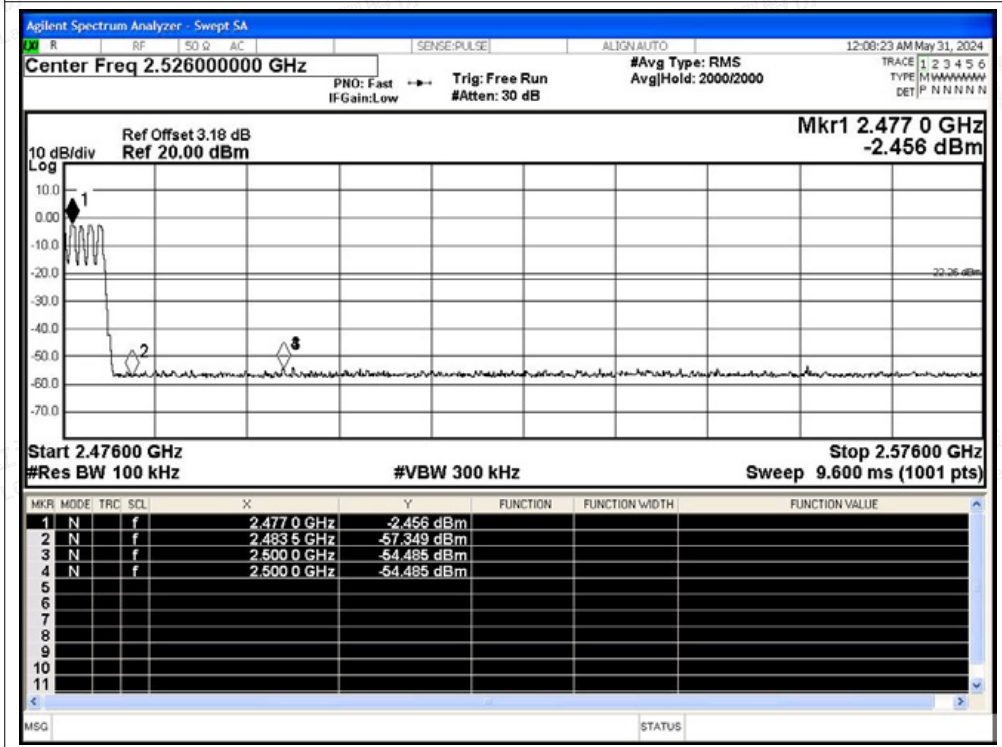 Agilent Spectrum Analyzer - Swept SA
R RF 50 Ω AC SENSE:PULSE ALIGN AUTO 12:08:23 AM May 31, 2024
Center Freq 2.526000000 GHz
PNO: Fast
IFGain:Low
Trig: Free Run
#Atten: 30 dB
#Avg Type: RMS
Avg|Hold: 2000/2000
TRACE 1 2 3 4 5 6
TYPE M WWWWW
DET P N N N N N
Mkr1 2.477 0 GHz
-2.456 dBm
Ref Offset 3.18 dB
10 dB/div Ref 20.00 dBm
Log
10.0
0.00
-10.0
-20.0
-30.0
-40.0
-50.0
-60.0
-70.0
1
2
22.26 dBm
Start 2.47600 GHz Stop 2.57600 GHz
#Res BW 100 kHz #VBW 300 kHz Sweep 9.600 ms (1001 pts)
MKR MODE TRC SCL X Y FUNCTION FUNCTION WIDTH FUNCTION VALUE
1 N f 2.477 0 GHz -2.456 dBm
2 N f 2.483 5 GHz -57.349 dBm
3 N f 2.500 0 GHz -54.485 dBm
4 N f 2.500 0 GHz -54.485 dBm
5
6
7
8
9
10
11
MSG STATUS